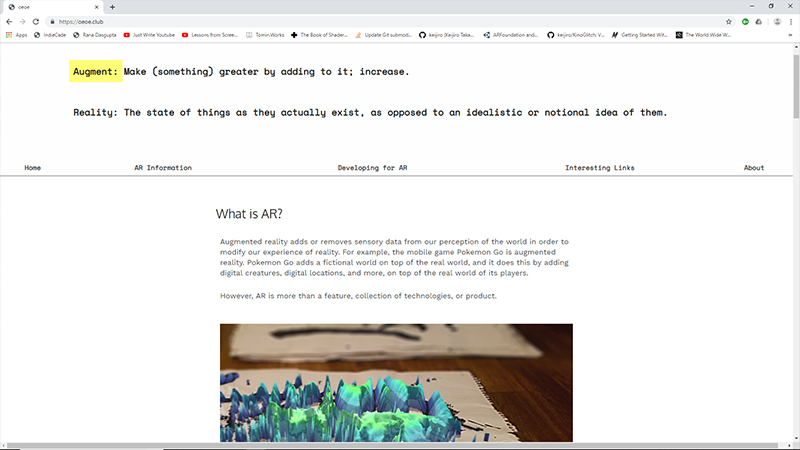 oeoe
https://oeoe.club
Apps IndieCade Rana Dasgupta Just Write Youtube Lessons from Scree... Tomin.Works The Book of Shader... Update Git submod... keijiro (Keijiro Taka... ARFoundation and... keijiro/KinoGlitch: V... Getting Started Wit... The World Wide W...
Augment: Make (something) greater by adding to it; increase.
Reality: The state of things as they actually exist, as opposed to an idealistic or notional idea of them.
Home AR Information Developing for AR Interesting Links About
What is AR?
Augmented reality adds or removes sensory data from our perception of the world in order to
modify our experience of reality. For example, the mobile game Pokemon Go is augmented
reality. Pokemon Go adds a fictional world on top of the real world, and it does this by adding
digital creatures, digital locations, and more, on top of the real world of its players.
However, AR is more than a feature, collection of technologies, or product.